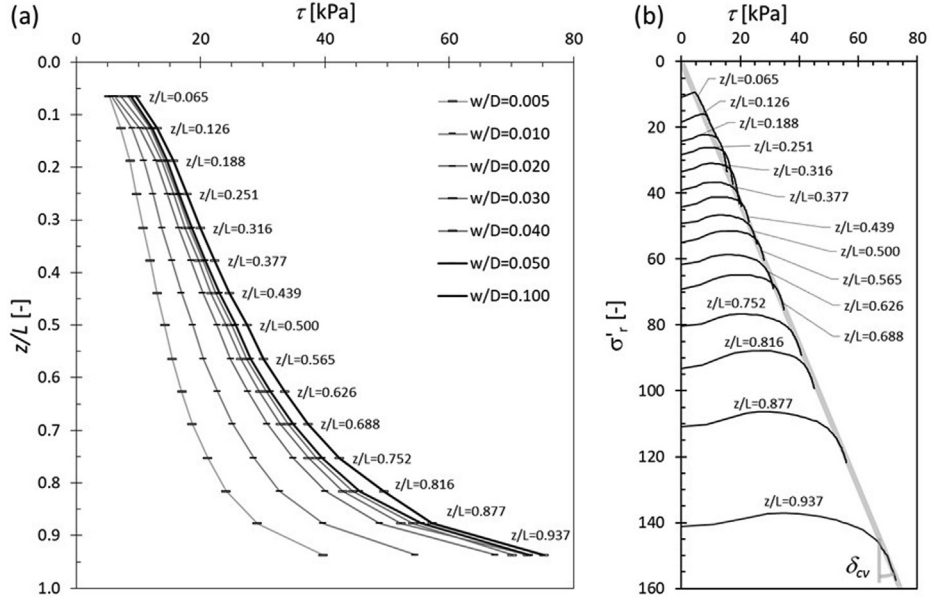 (a)
τ [kPa]
0 20 40 60 80
0.0
0.1
0.2
0.3
0.4
0.5
0.6
0.7
0.8
0.9
1.0
z/L [-]
z/L=0.065
z/L=0.126
z/L=0.188
z/L=0.251
z/L=0.316
z/L=0.377
z/L=0.439
z/L=0.500
z/L=0.565
z/L=0.626
z/L=0.688
z/L=0.752
z/L=0.816
z/L=0.877
z/L=0.937
w/D=0.005
w/D=0.010
w/D=0.020
w/D=0.030
w/D=0.040
w/D=0.050
w/D=0.100
(b)
τ [kPa]
0 20 40 60 80
0
20
40
60
80
100
120
140
160
σ'r [-]
z/L=0.065
z/L=0.126
z/L=0.188
z/L=0.251
z/L=0.316
z/L=0.377
z/L=0.439
z/L=0.500
z/L=0.565
z/L=0.626
z/L=0.688
z/L=0.752
z/L=0.816
z/L=0.877
z/L=0.937
δcv